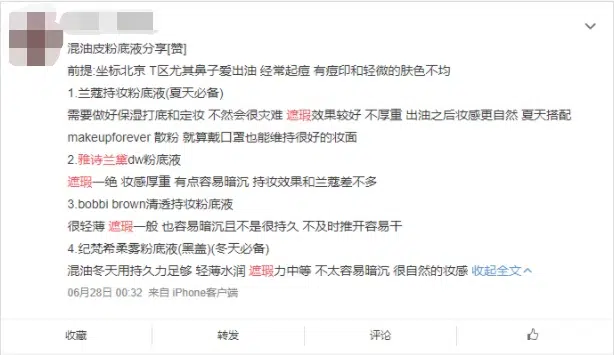 混油皮粉底液分享[赞]
前提:坐标北京 T区尤其鼻子爱出油 经常起痘 有痘印和轻微的肤色不均
1.兰蔻持妆粉底液(夏天必备)
需要做好保湿打底和定妆 不然会很灾难 遮瑕效果较好 不厚重 出油之后妆感更自然 夏天搭配
makeupforever 散粉 就算戴口罩也能维持很好的妆面
2.雅诗兰黛dw粉底液
遮瑕一绝 妆感厚重 有点容易暗沉 持妆效果和兰蔻差不多
3.bobbi brown清透持妆粉底液
很轻薄 遮瑕一般 也容易暗沉且不是很持久 不及时推开容易干
4.纪梵希柔雾粉底液(黑盖)(冬天必备)
混油冬天用持久力足够 轻薄水润 遮瑕力中等 不太容易暗沉 很自然的妆感 收起全文
06月28日 00:32 来自 iPhone客户端
收藏 转发 评论